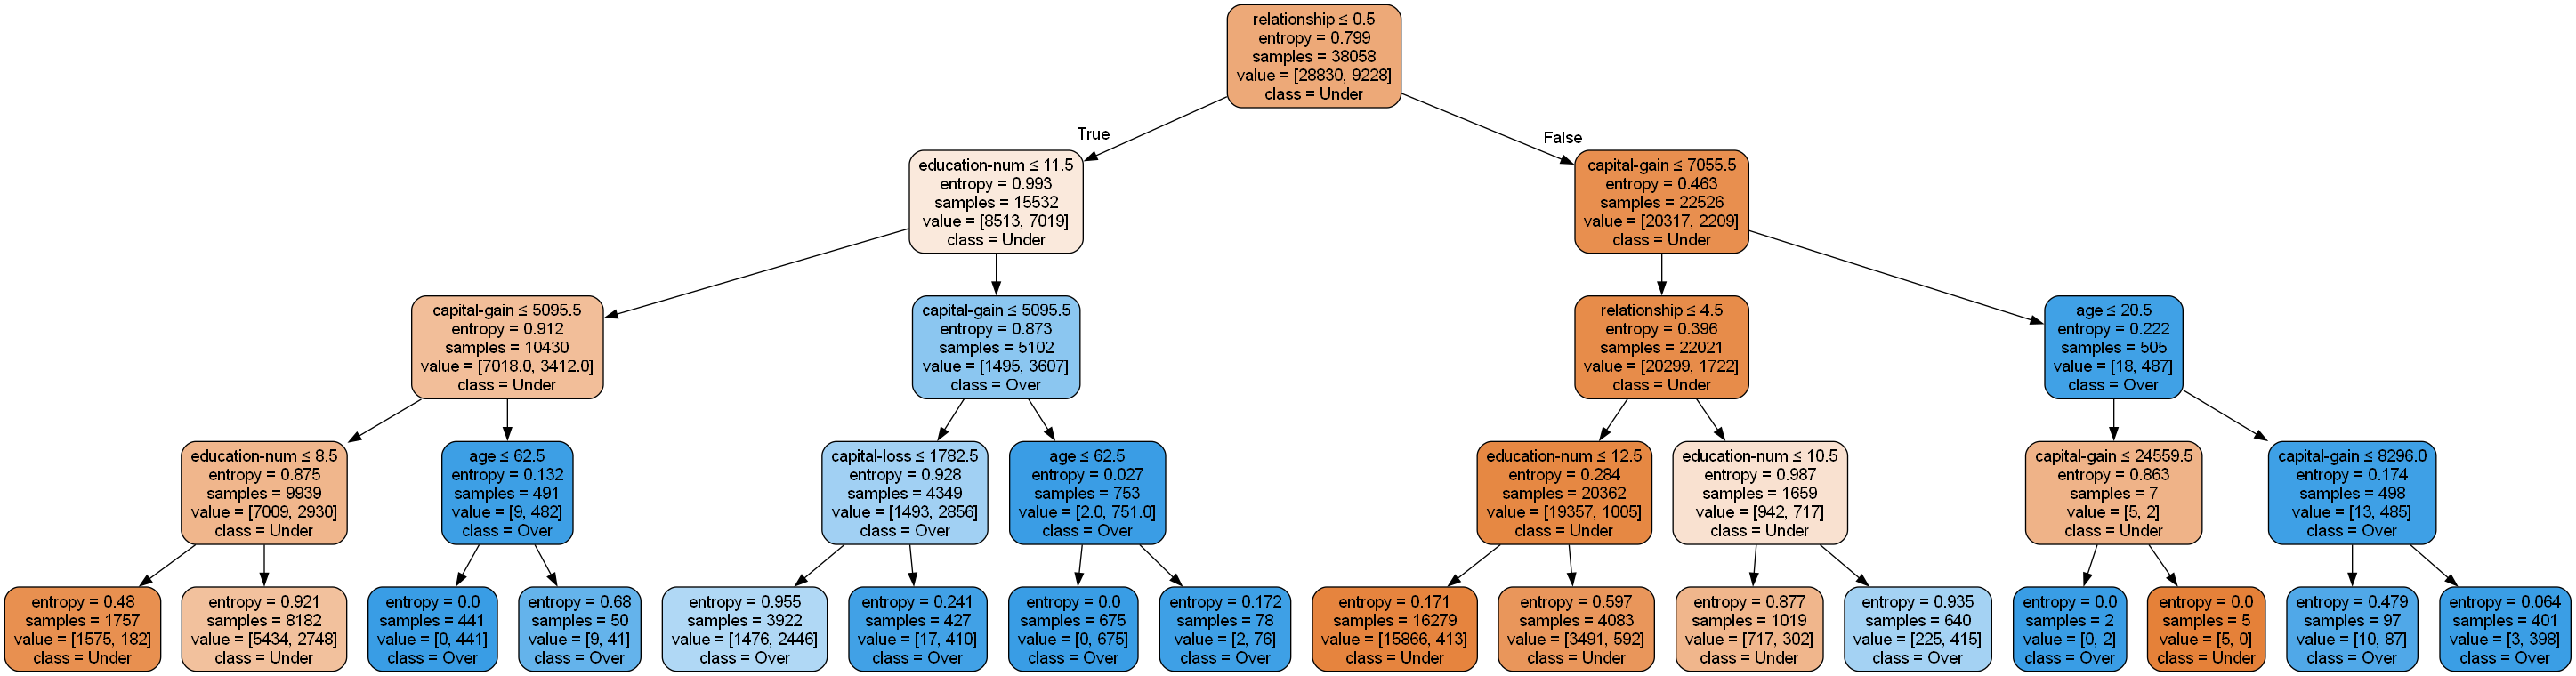 relationship ≤ 0.5
entropy = 0.799
samples = 38058
value = [28830, 9228]
class = Under
True
False
education-num ≤ 11.5
entropy = 0.993
samples = 15532
value = [8513, 7019]
class = Under
capital-gain ≤ 7055.5
entropy = 0.463
samples = 22526
value = [20317, 2209]
class = Under
capital-gain ≤ 5095.5
entropy = 0.912
samples = 10430
value = [7018.0, 3412.0]
class = Under
capital-gain ≤ 5095.5
entropy = 0.873
samples = 5102
value = [1495, 3607]
class = Over
relationship ≤ 4.5
entropy = 0.396
samples = 22021
value = [20299, 1722]
class = Under
age ≤ 20.5
entropy = 0.222
samples = 505
value = [18, 487]
class = Over
education-num ≤ 8.5
entropy = 0.875
samples = 9939
value = [7009, 2930]
class = Under
age ≤ 62.5
entropy = 0.132
samples = 491
value = [9, 482]
class = Over
capital-loss ≤ 1782.5
entropy = 0.928
samples = 4349
value = [1493, 2856]
class = Over
age ≤ 62.5
entropy = 0.027
samples = 753
value = [2.0, 751.0]
class = Over
education-num ≤ 12.5
entropy = 0.284
samples = 20362
value = [19357, 1005]
class = Under
education-num ≤ 10.5
entropy = 0.987
samples = 1659
value = [942, 717]
class = Under
capital-gain ≤ 24559.5
entropy = 0.863
samples = 7
value = [5, 2]
class = Under
capital-gain ≤ 8296.0
entropy = 0.174
samples = 498
value = [13, 485]
class = Over
entropy = 0.48
samples = 1757
value = [1575, 182]
class = Under
entropy = 0.921
samples = 8182
value = [5434, 2748]
class = Under
entropy = 0.0
samples = 441
value = [0, 441]
class = Over
entropy = 0.68
samples = 50
value = [9, 41]
class = Over
entropy = 0.955
samples = 3922
value = [1476, 2446]
class = Over
entropy = 0.241
samples = 427
value = [17, 410]
class = Over
entropy = 0.0
samples = 675
value = [0, 675]
class = Over
entropy = 0.172
samples = 78
value = [2, 76]
class = Over
entropy = 0.171
samples = 16279
value = [15866, 413]
class = Under
entropy = 0.597
samples = 4083
value = [3491, 592]
class = Under
entropy = 0.877
samples = 1019
value = [717, 302]
class = Under
entropy = 0.935
samples = 640
value = [225, 415]
class = Over
entropy = 0.0
samples = 2
value = [0, 2]
class = Over
entropy = 0.0
samples = 5
value = [5, 0]
class = Under
entropy = 0.479
samples = 97
value = [10, 87]
class = Over
entropy = 0.064
samples = 401
value = [3, 398]
class = Over